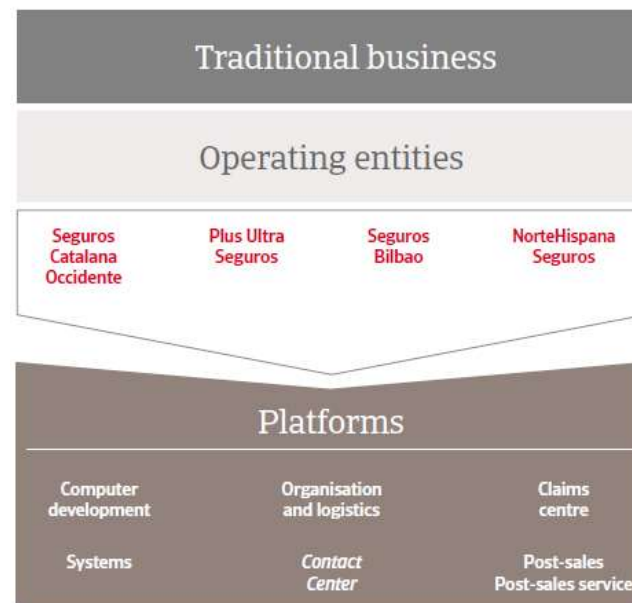 Traditional business
Operating entities
Seguros
Catalana
Occidente
Plus Ultra
Seguros
Seguros
Bilbao
NorteHispana
Seguros
Platforms
Computer
development
Organisation
and logistics
Claims
centre
Systems
Contact
Center
Post-sales
Post-sales service